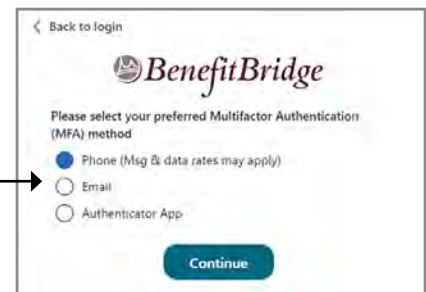 Back to login
BenefitBridge
Please select your preferred Multifactor Authentication
(MFA) method
Phone (Msg & data rates may apply)
Email
Authenticator App
Continue